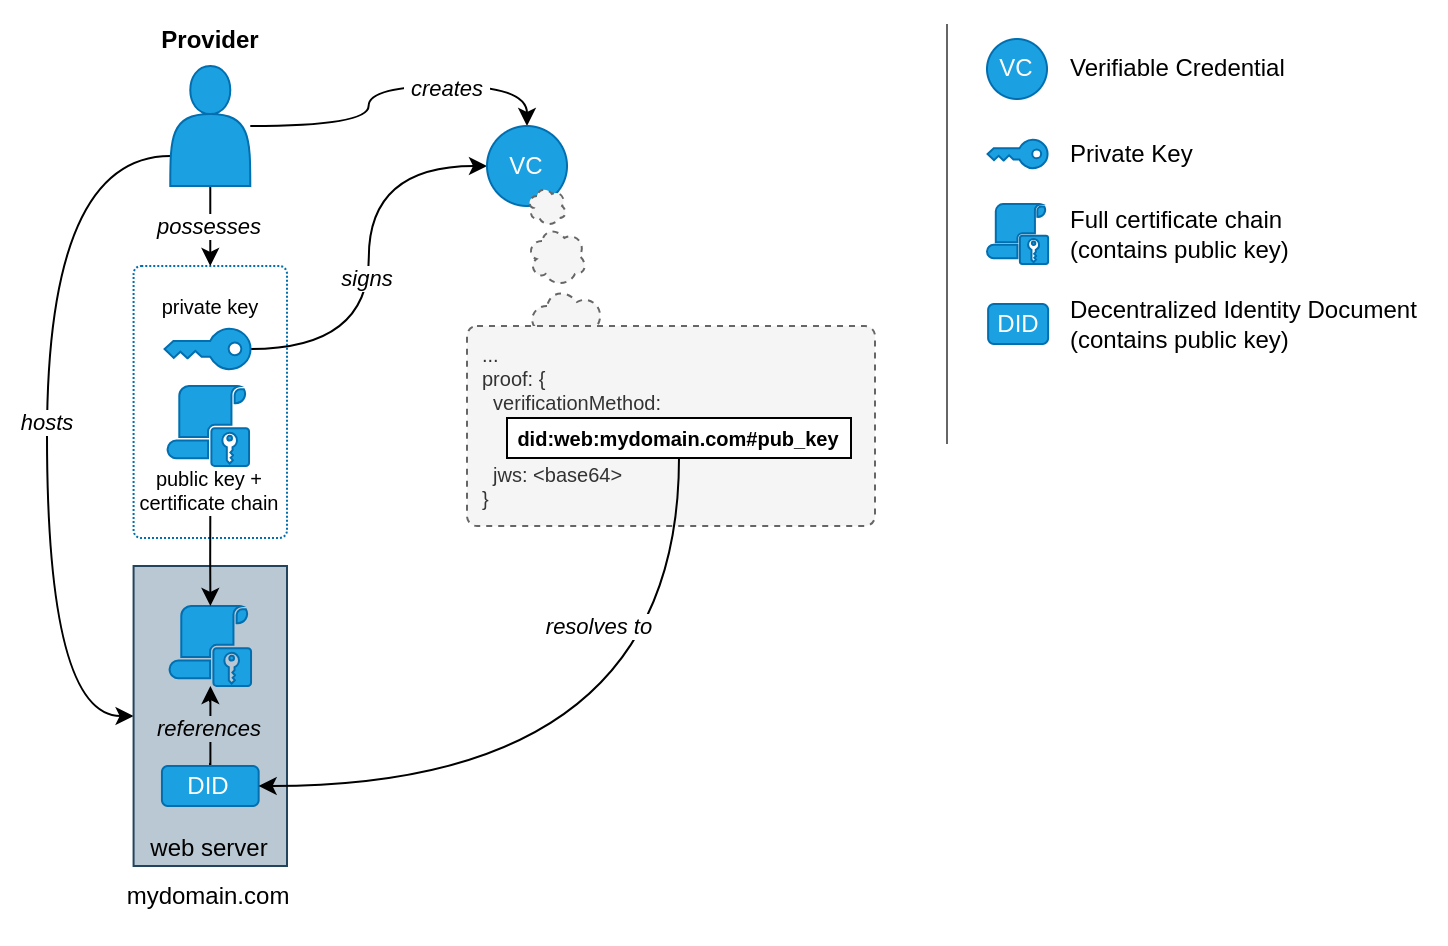 Provider
creates
VC
possesses
signs
private key
hosts
public key +
certificate chain
...
proof: {
verificationMethod:
did:web:mydomain.com#pub_key
jws: <base64>
}
resolves to
references
DID
web server
mydomain.com
VC
Verifiable Credential
Private Key
Full certificate chain
(contains public key)
DID
Decentralized Identity Document
(contains public key)